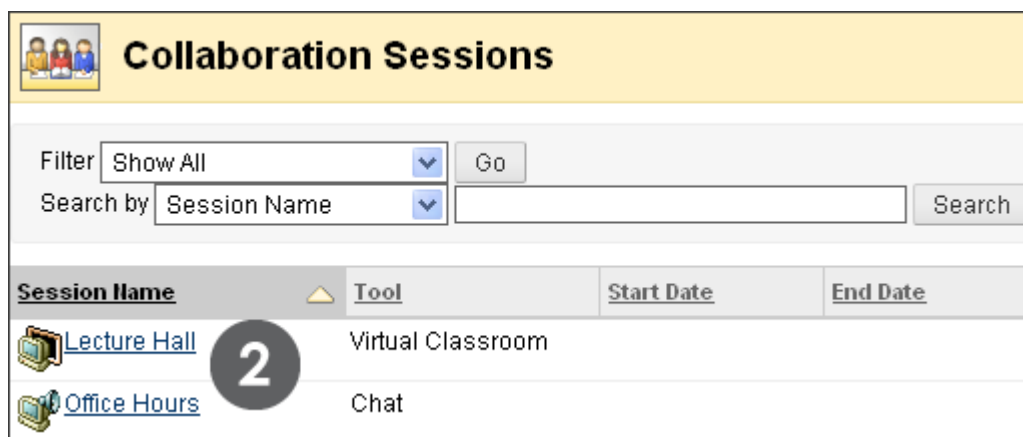 Collaboration Sessions
Filter Show All Go
Search by Session Name Search
Session Name Tool Start Date End Date
Lecture Hall 2 Virtual Classroom
Office Hours Chat